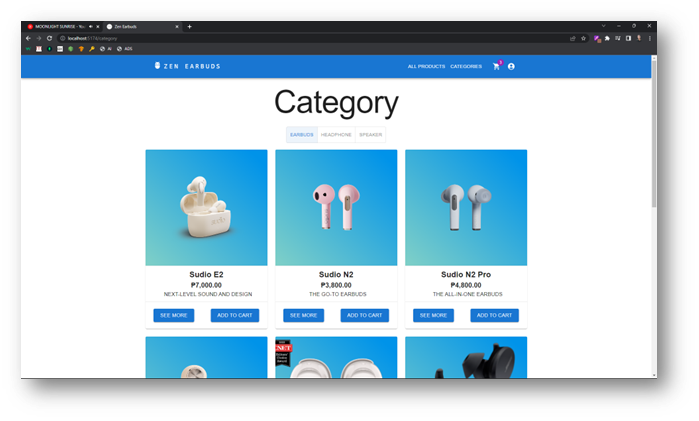 MOONLIGHT SUNRISE - You
Zen Earbuds
localhost:5174/category
AI
ADS
ZEN EARBUDS
ALL PRODUCTS
CATEGORIES
Category
EARBUDS
HEADPHONE
SPEAKER
Sudio E2
₱7,000.00
NEXT-LEVEL SOUND AND DESIGN
SEE MORE
ADD TO CART
Sudio N2
₱3,800.00
THE GO-TO EARBUDS
SEE MORE
ADD TO CART
Sudio N2 Pro
₱4,800.00
THE ALL-IN-ONE EARBUDS
SEE MORE
ADD TO CART
CNET